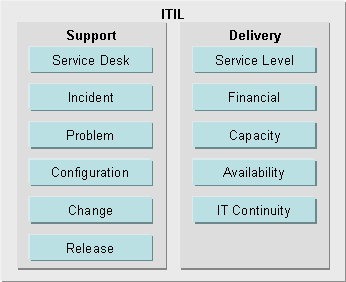 ITIL
Support
Service Desk
Incident
Problem
Configuration
Change
Release
Delivery
Service Level
Financial
Capacity
Availability
IT Continuity